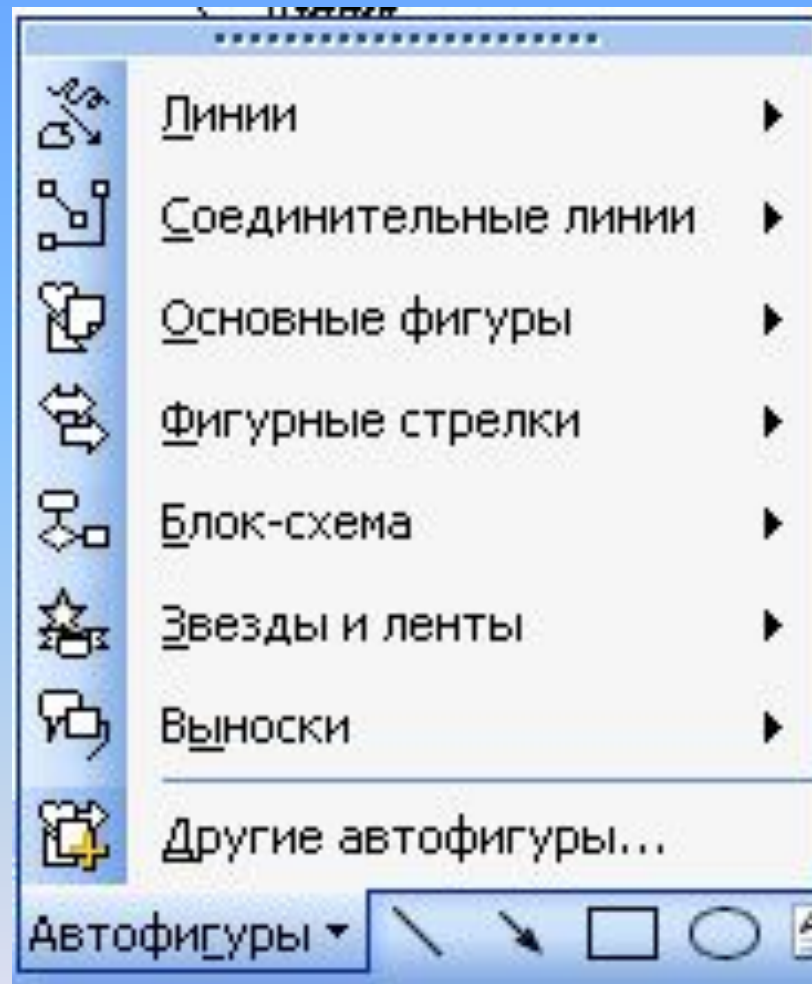 Линии
Соединительные линии
Основные фигуры
Фигурные стрелки
Блок-схема
Звезды и ленты
Выноски
Другие автофигуры...
Автофигуры